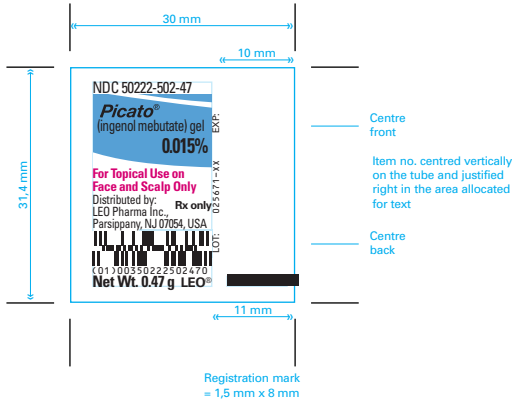 30 mm
10 mm
31,4 mm
NDC 50222-502-47
Picato®
(ingenol mebutate) gel
0.015%
For Topical Use on
Face and Scalp Only
Distributed by:
LEO Pharma Inc.,
Parsippany, NJ 07054, USA
Rx only
(01)00350222502470
Net Wt. 0.47 g LEO®
EXP:
025671-XX
LOT:
Centre
front
Item no. centred vertically
on the tube and justified
right in the area allocated
for text
Centre
back
11 mm
Registration mark
= 1,5 mm x 8 mm